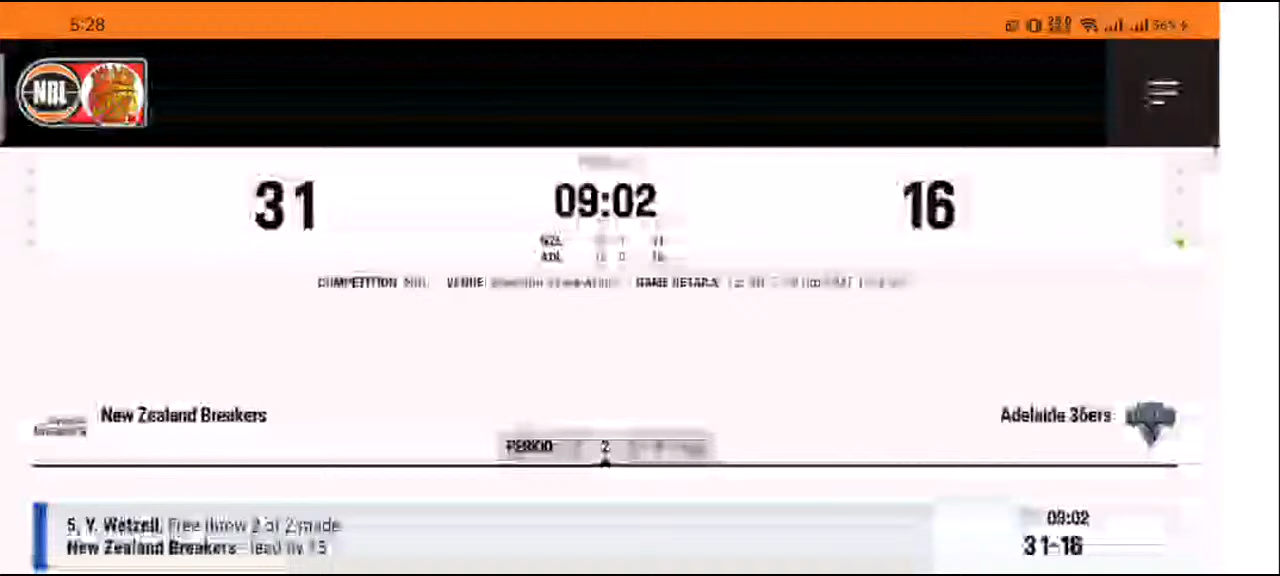 5:28
56%
NBL
31 09:02 16
NZL
ADL
COMPETITION VENUE GAME DETAILS
New Zealand Breakers
Adelaide 36ers
PERIOD 2
5, Y. Wetzell, Free throw 2 of 2 made
New Zealand Breakers - lead by 15
09:02
31-16